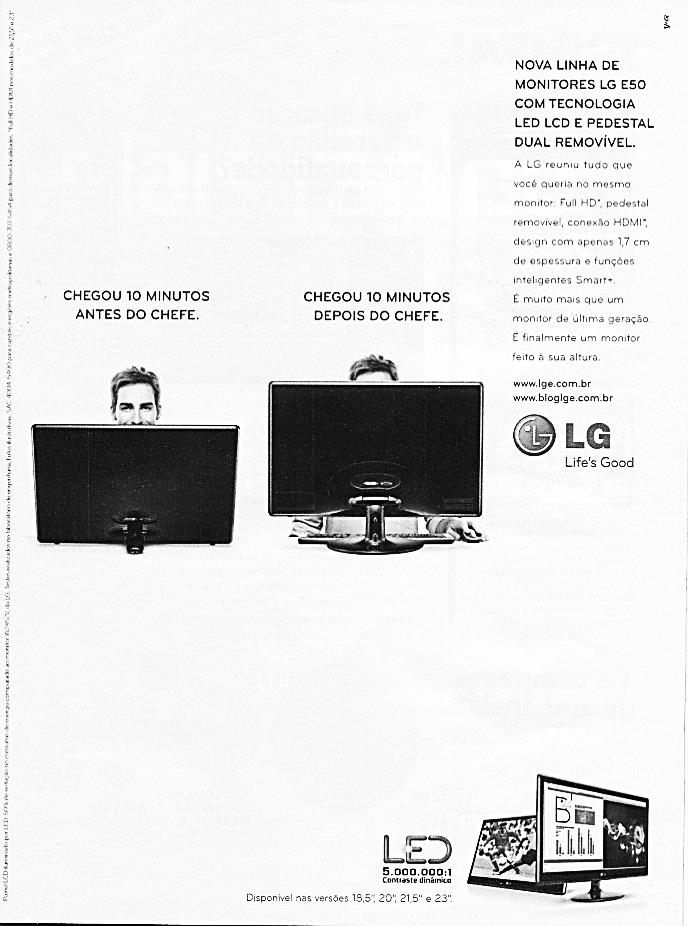 NOVA LINHA DE
MONITORES LG E50
COM TECNOLOGIA
LED LCD E PEDESTAL
DUAL REMOVÍVEL.
A LG reuniu tudo que
você queria no mesmo
monitor: Full HD*, pedestal
removível, conexão HDMI*,
design com apenas 1,7 cm
de espessura e funções
inteligentes Smart+.
É muito mais que um
monitor de última geração.
É finalmente um monitor
feito à sua altura.
www.lge.com.br
www.bloglge.com.br
LG
Life's Good
CHEGOU 10 MINUTOS
ANTES DO CHEFE.
CHEGOU 10 MINUTOS
DEPOIS DO CHEFE.
LED
5.000.000:1
Contraste dinâmico
Disponível nas versões 18,5", 20", 21,5" e 23".